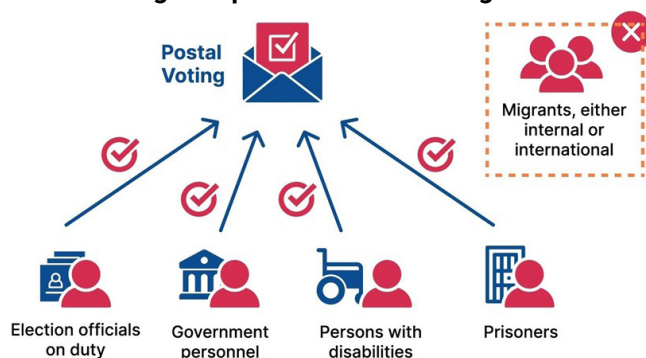 Postal
Voting
Migrants, either
internal or
international
Election officials
on duty
Government
personnel
Persons with
disabilities
Prisoners